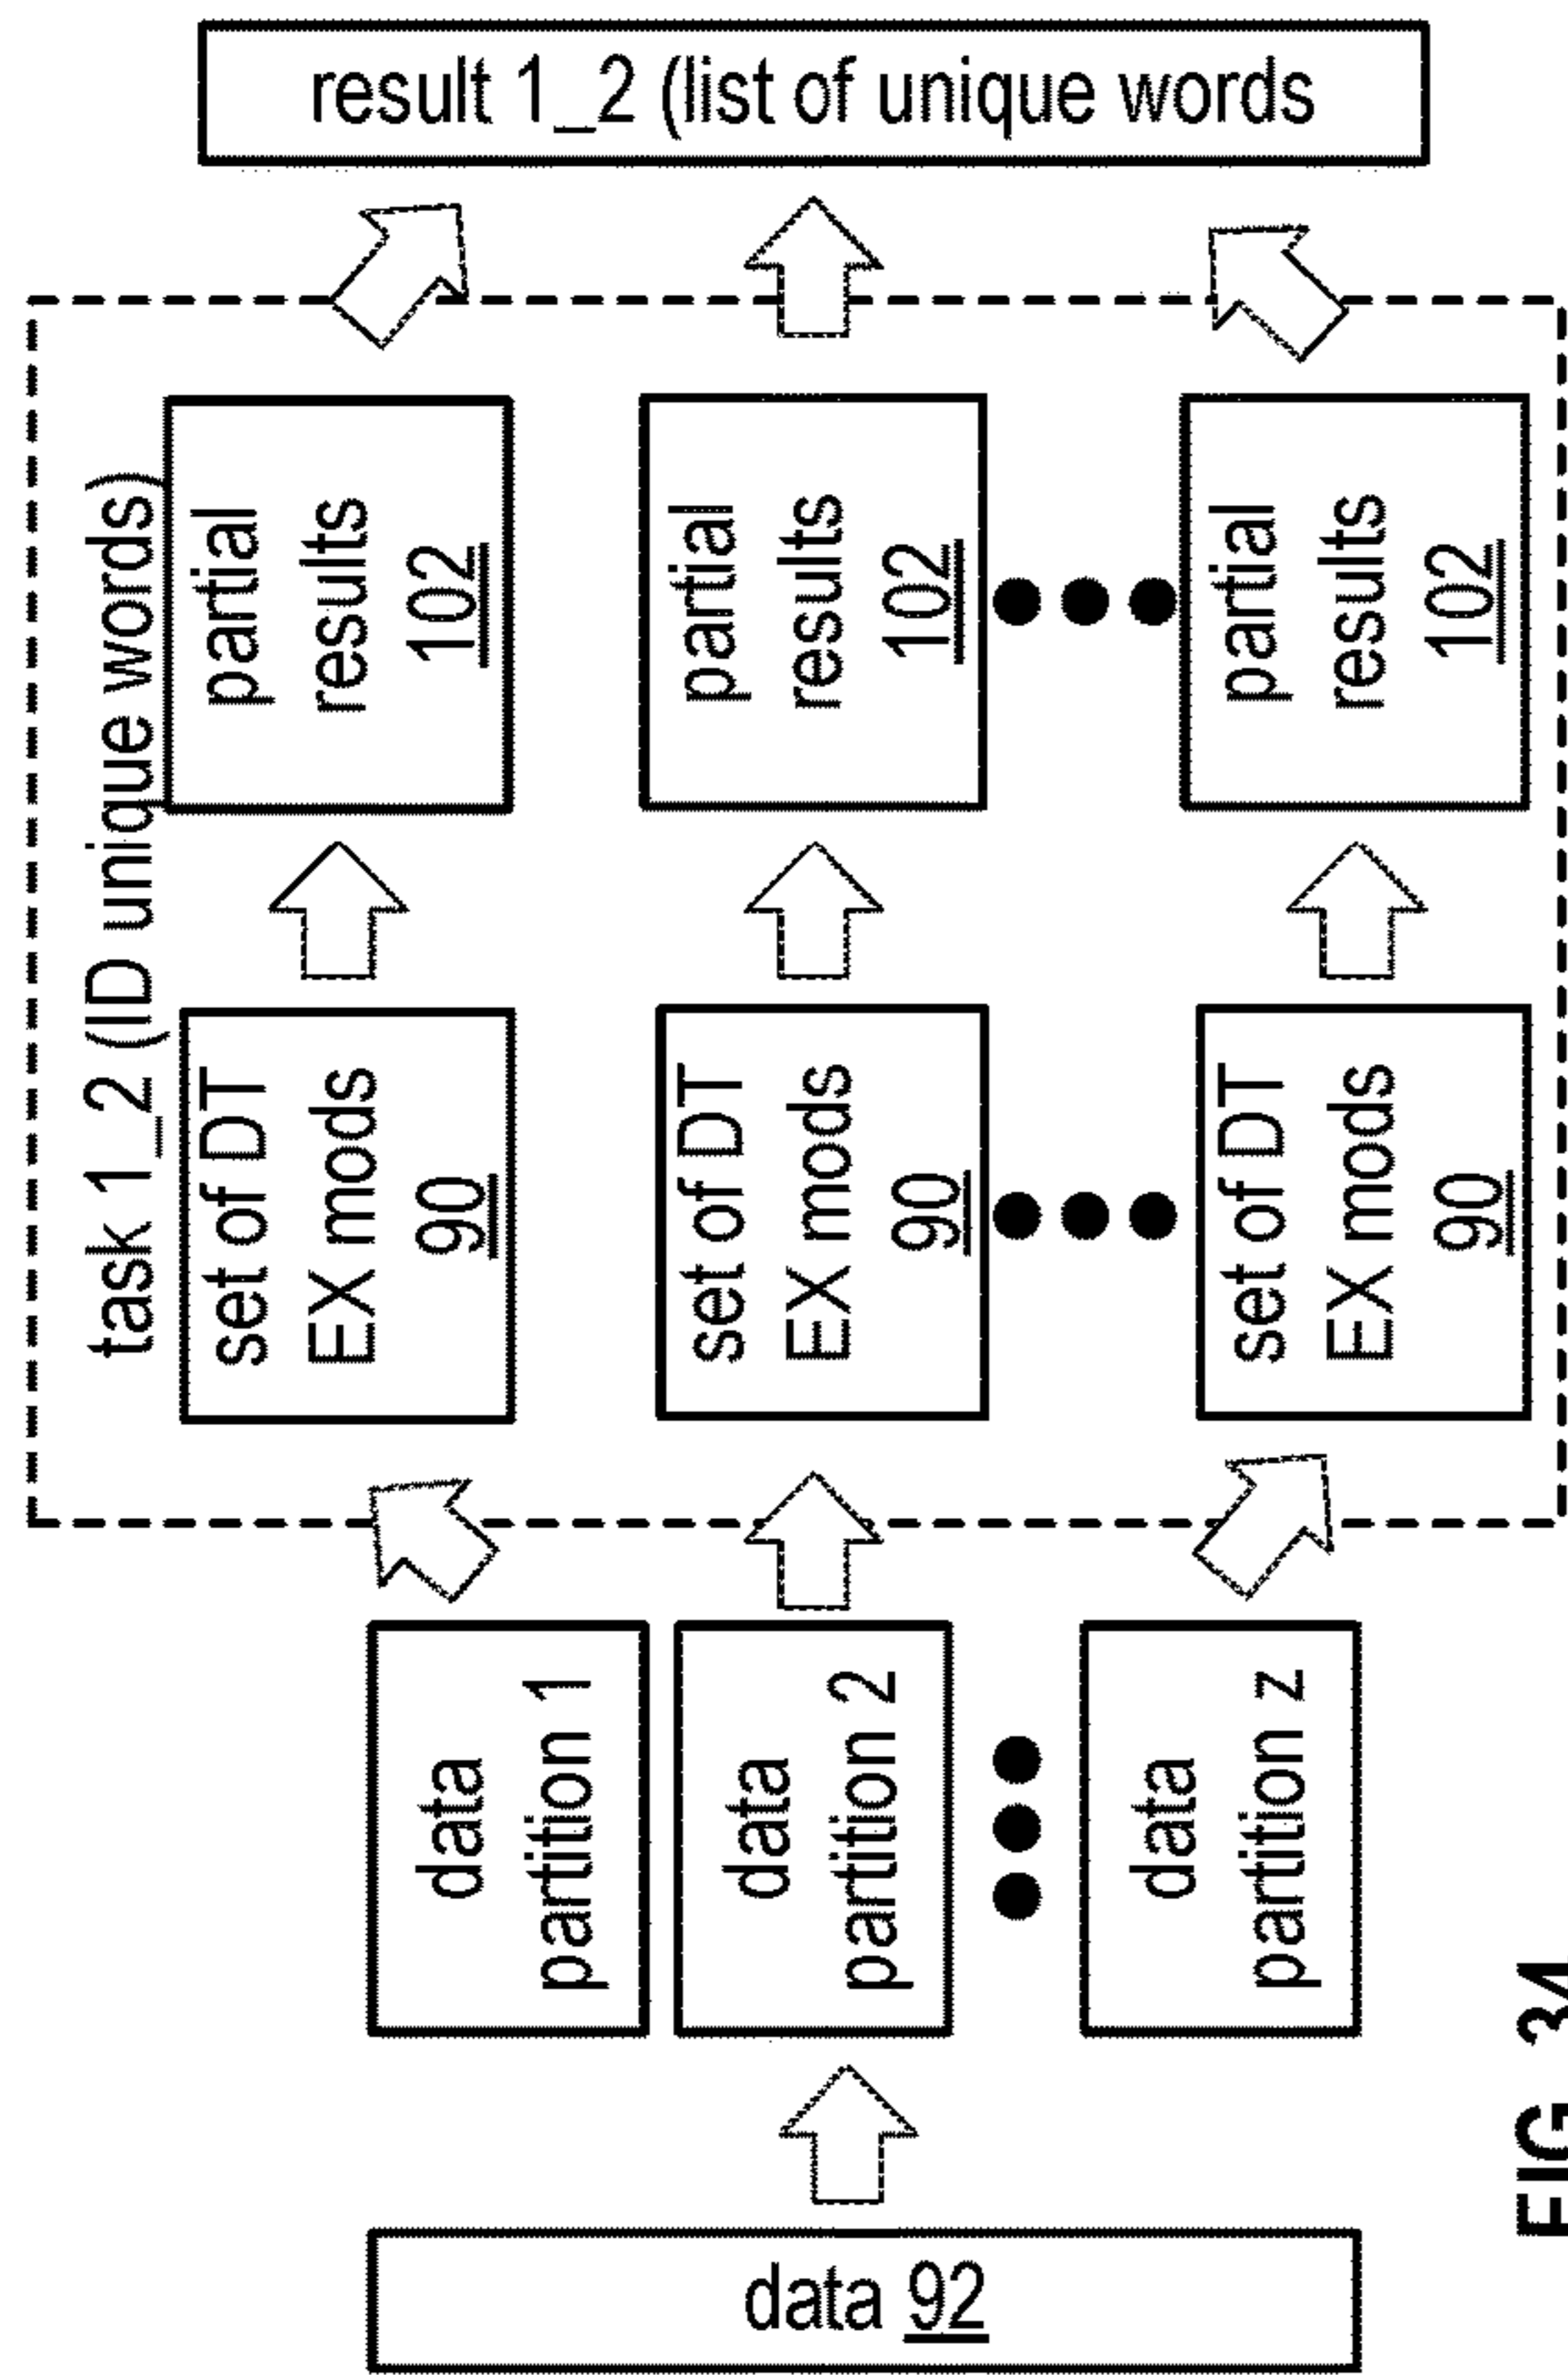 data 92
data
partition 1
data
partition 2
data
partition z
task 1_2 (ID unique words)
set of DT
EX mods
90
set of DT
EX mods
90
set of DT
EX mods
90
partial
results
102
partial
results
102
partial
results
102
result 1_2 (list of unique words
FIG. 34